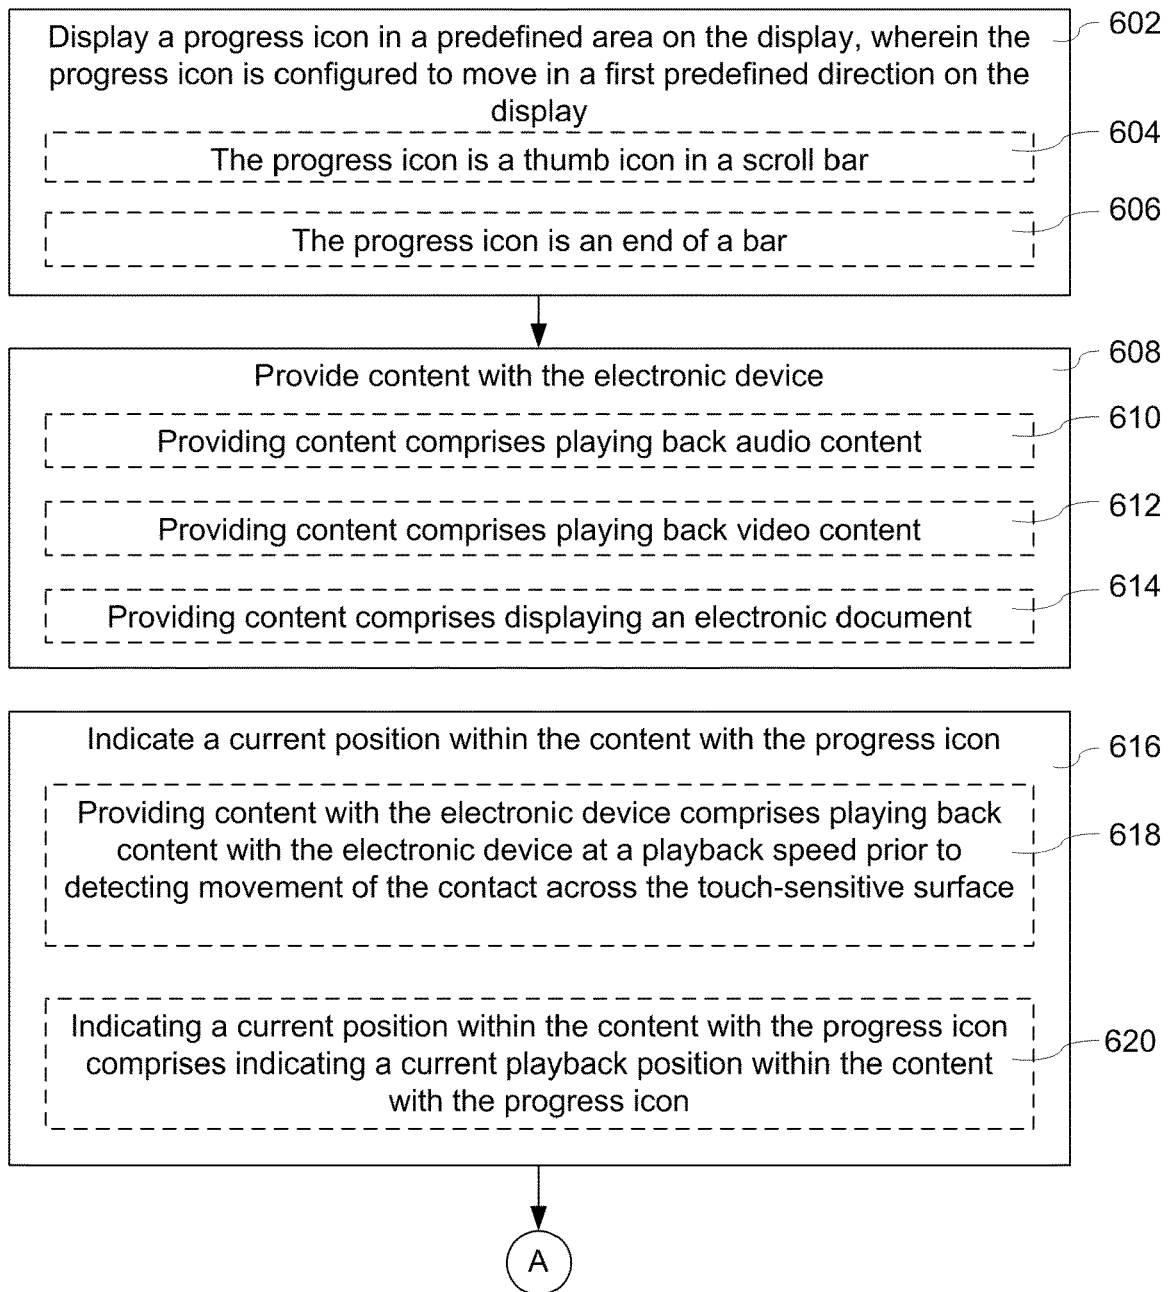 Display a progress icon in a predefined area on the display, wherein the
progress icon is configured to move in a first predefined direction on the
display
602
The progress icon is a thumb icon in a scroll bar
604
The progress icon is an end of a bar
606
Provide content with the electronic device
608
Providing content comprises playing back audio content
610
Providing content comprises playing back video content
612
Providing content comprises displaying an electronic document
614
Indicate a current position within the content with the progress icon
616
Providing content with the electronic device comprises playing back
content with the electronic device at a playback speed prior to
detecting movement of the contact across the touch-sensitive surface
618
Indicating a current position within the content with the progress icon
comprises indicating a current playback position within the content
with the progress icon
620
A